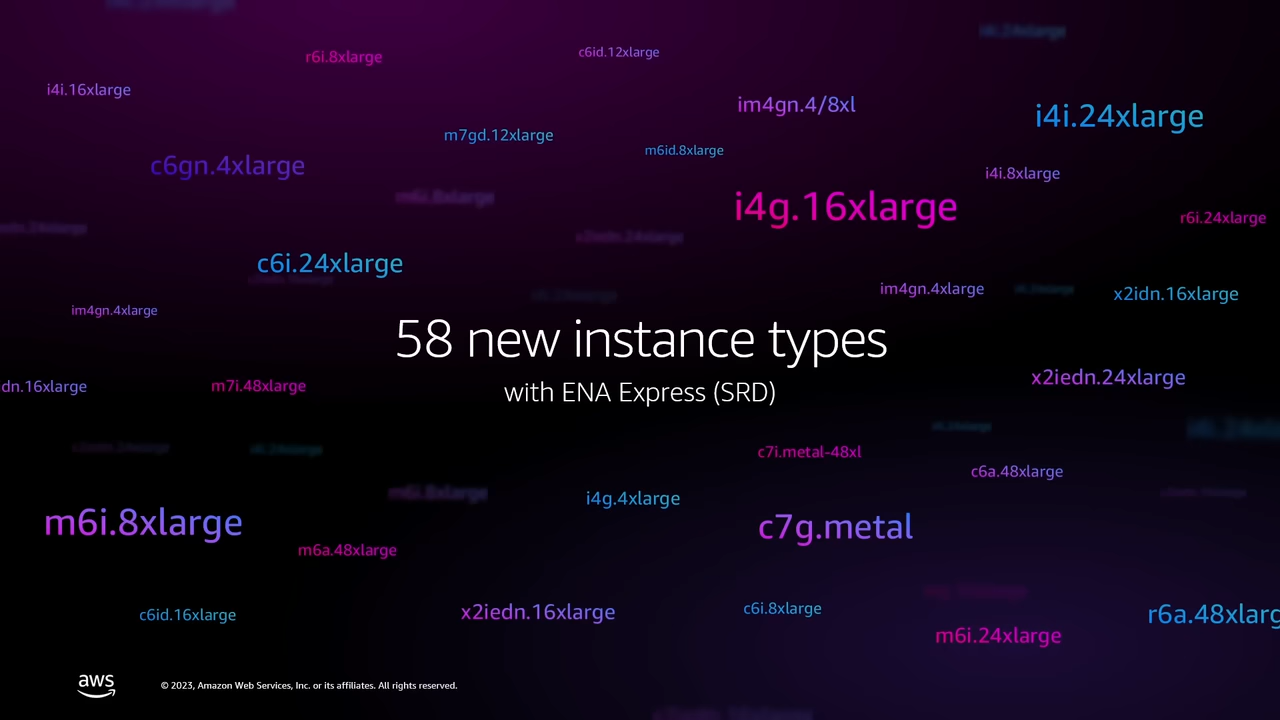 r6i.8xlarge
c6id.12xlarge
i4i.16xlarge
im4gn.4/8xl
i4i.24xlarge
m7gd.12xlarge
m6id.8xlarge
c6gn.4xlarge
i4i.8xlarge
m6i.8xlarge
i4g.16xlarge
r6i.24xlarge
c6i.24xlarge
im4gn.4xlarge
x2idn.16xlarge
im4gn.4xlarge
58 new instance types
with ENA Express (SRD)
x2iedn.24xlarge
dn.16xlarge
m7i.48xlarge
c7i.metal-48xl
c6a.48xlarge
m6i.8xlarge
i4g.4xlarge
m6i.8xlarge
c7g.metal
m6a.48xlarge
c6id.16xlarge
x2iedn.16xlarge
c6i.8xlarge
r6a.48xlarg
m6i.24xlarge
aws
© 2023, Amazon Web Services, Inc. or its affiliates. All rights reserved.